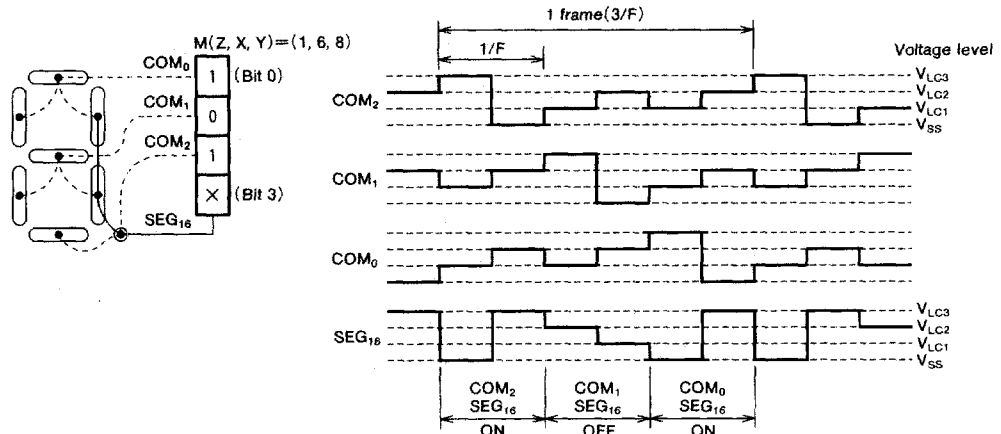 M(Z, X, Y)=(1, 6, 8)
COM0
1 (Bit 0)
COM1
0
COM2
1
× (Bit 3)
SEG16
1 frame(3/F)
1/F
Voltage level
COM2
VLC3
VLC2
VLC1
VSS
COM1
COM0
SEG16
VLC3
VLC2
VLC1
VSS
COM2 COM1 COM0
SEG16 SEG16 SEG16
ON OFF ON